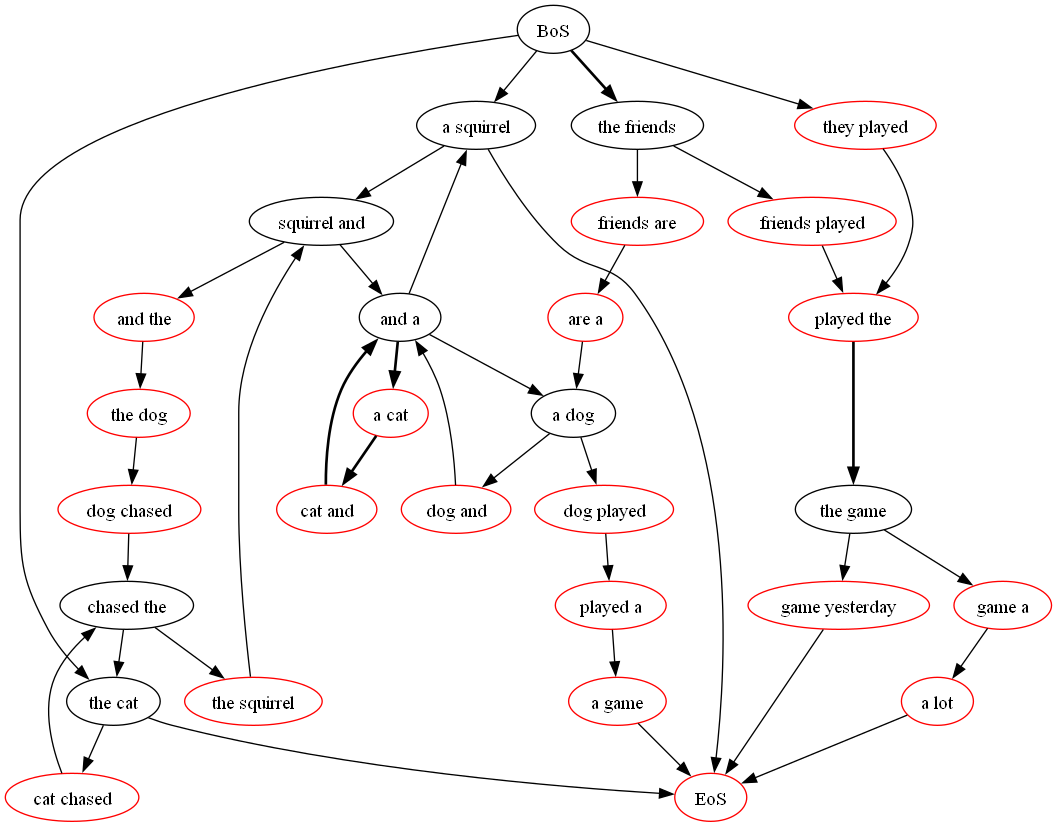 BoS
a squirrel
the friends
they played
squirrel and
friends are
friends played
and the
and a
are a
played the
the dog
a cat
a dog
dog chased
cat and
dog and
dog played
the game
chased the
played a
game yesterday
game a
the cat
the squirrel
a game
a lot
cat chased
EoS